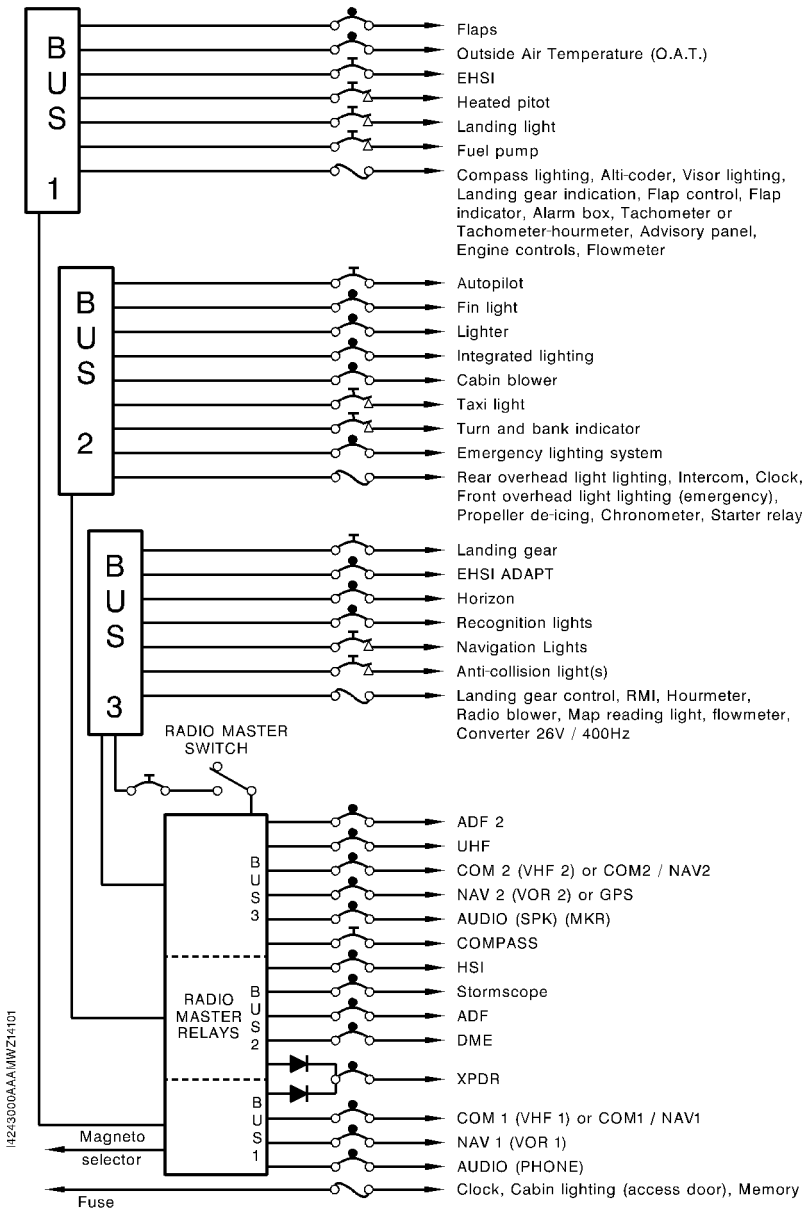 BUS 1
Flaps
Outside Air Temperature (O.A.T.)
EHSI
Heated pitot
Landing light
Fuel pump
Compass lighting, Alti-coder, Visor lighting,
Landing gear indication, Flap control, Flap
indicator, Alarm box, Tachometer or
Tachometer-hourmeter, Advisory panel,
Engine controls, Flowmeter
BUS 2
Autopilot
Fin light
Lighter
Integrated lighting
Cabin blower
Taxi light
Turn and bank indicator
Emergency lighting system
Rear overhead light lighting, Intercom, Clock,
Front overhead light lighting (emergency),
Propeller de-icing, Chronometer, Starter relay
BUS 3
Landing gear
EHSI ADAPT
Horizon
Recognition lights
Navigation Lights
Anti-collision light(s)
Landing gear control, RMI, Hourmeter,
Radio blower, Map reading light, flowmeter,
Converter 26V / 400Hz
RADIO MASTER
SWITCH
BUS 3
ADF 2
UHF
COM 2 (VHF 2) or COM2 / NAV2
NAV 2 (VOR 2) or GPS
AUDIO (SPK) (MKR)
COMPASS
RADIO
MASTER
RELAYS
BUS 2
HSI
Stormscope
ADF
DME
XPDR
BUS 1
COM 1 (VHF 1) or COM1 / NAV1
NAV 1 (VOR 1)
AUDIO (PHONE)
Magneto
selector
Clock, Cabin lighting (access door), Memory
Fuse
I4243000AAAMWZ14101